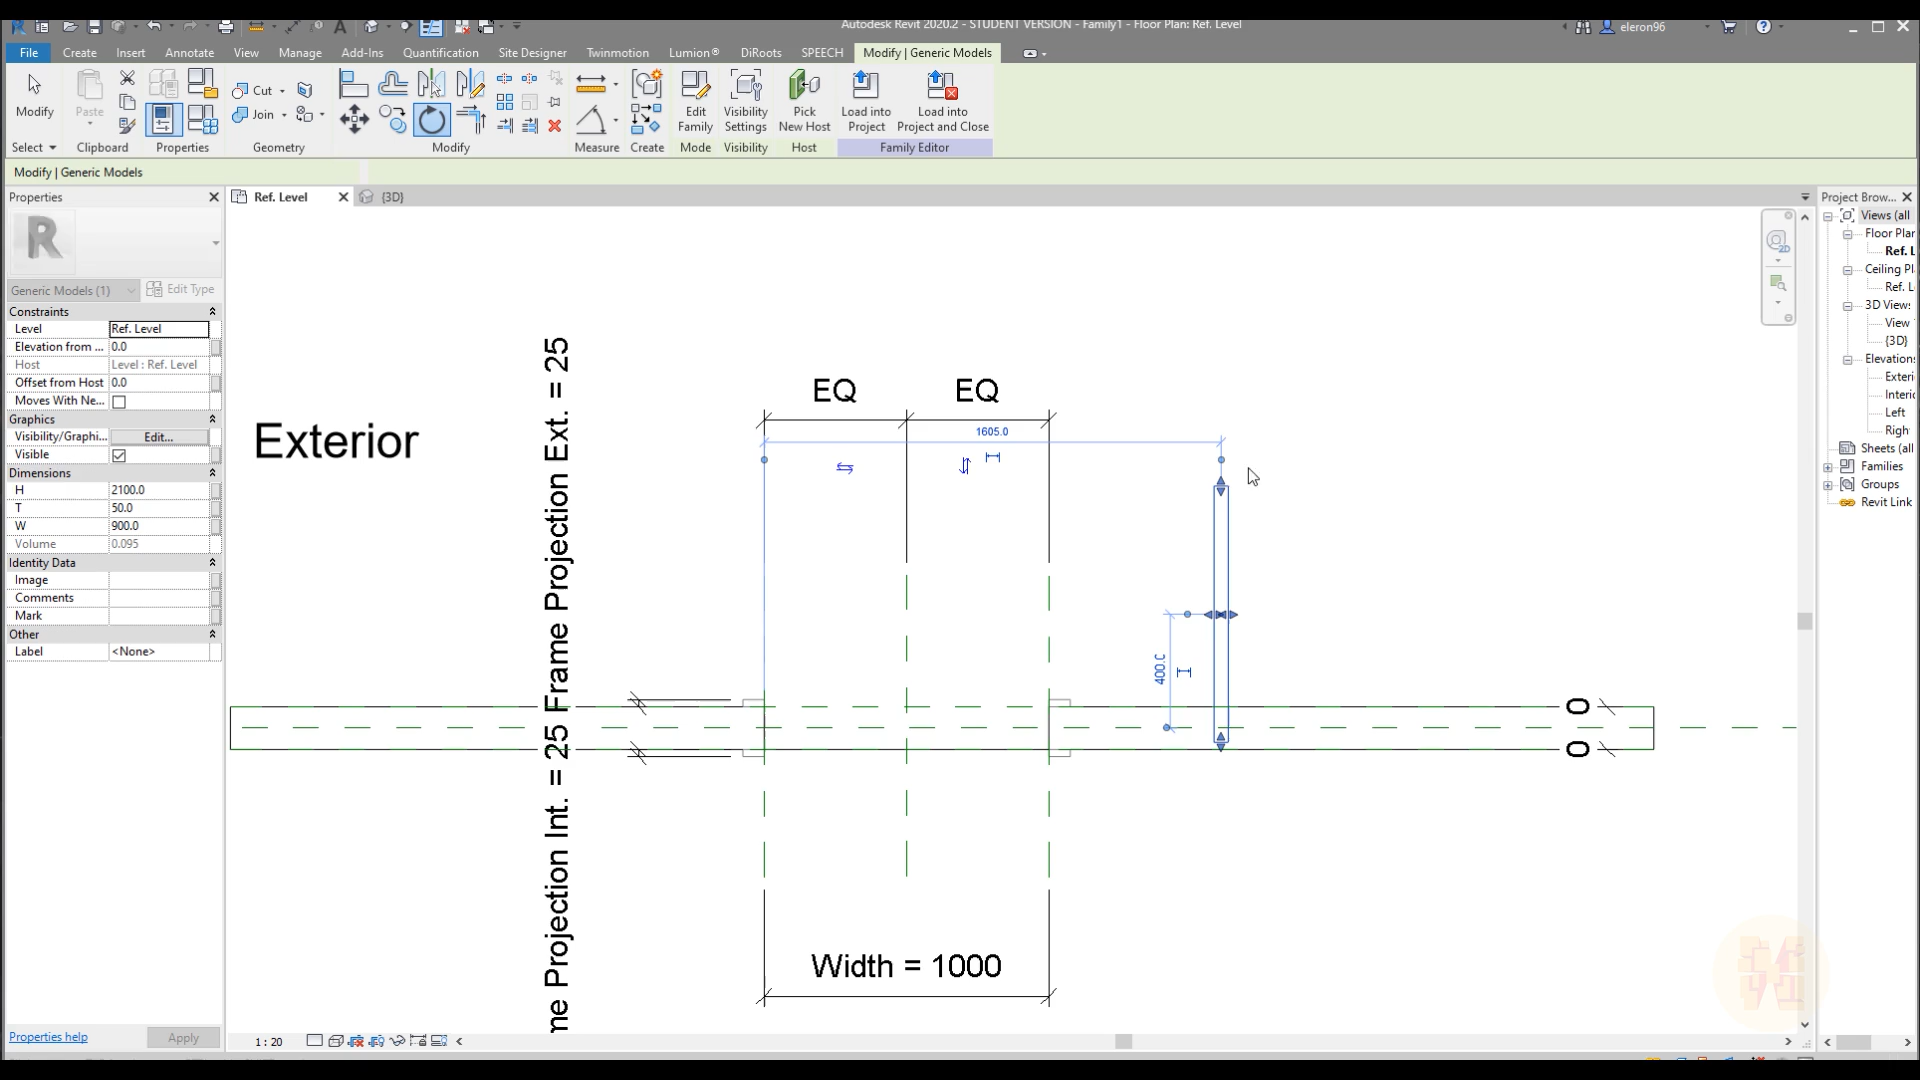 Autodesk Revit 2020.2 - STUDENT VERSION - Family1 - Floor Plan: Ref. Level
eleron96
File Create Insert Annotate View Manage Add-Ins Quantification Site Designer Twinmotion Lumion® DiRoots SPEECH Modify | Generic Models
Modify Paste Cut Join Edit Family Visibility Settings Pick New Host Load into Project Load into Project and Close
Select Clipboard Properties Geometry Modify Measure Create Mode Visibility Host Family Editor
Modify | Generic Models
Properties
Generic Models (1) Edit Type
Constraints
Level Ref. Level
Elevation from ... 0.0
Host Level : Ref. Level
Offset from Host 0.0
Moves With Ne...
Graphics
Visibility/Graphi... Edit...
Visible
Dimensions
H 2100.0
T 50.0
W 900.0
Volume 0.095
Identity Data
Image
Comments
Mark
Other
Label <None>
Properties help Apply
Ref. Level {3D}
Exterior
Frame Projection Ext. = 25
me Projection Int. = 25
EQ EQ
1605.0
400.0
0
0
Width = 1000
1 : 20
2D
Project Brow...
Views (all
Floor Plan
Ref. L
Ceiling Pl
Ref. L
3D Views
View
{3D}
Elevations
Exteri
Interio
Left
Righ
Sheets (all
Families
Groups
Revit Link